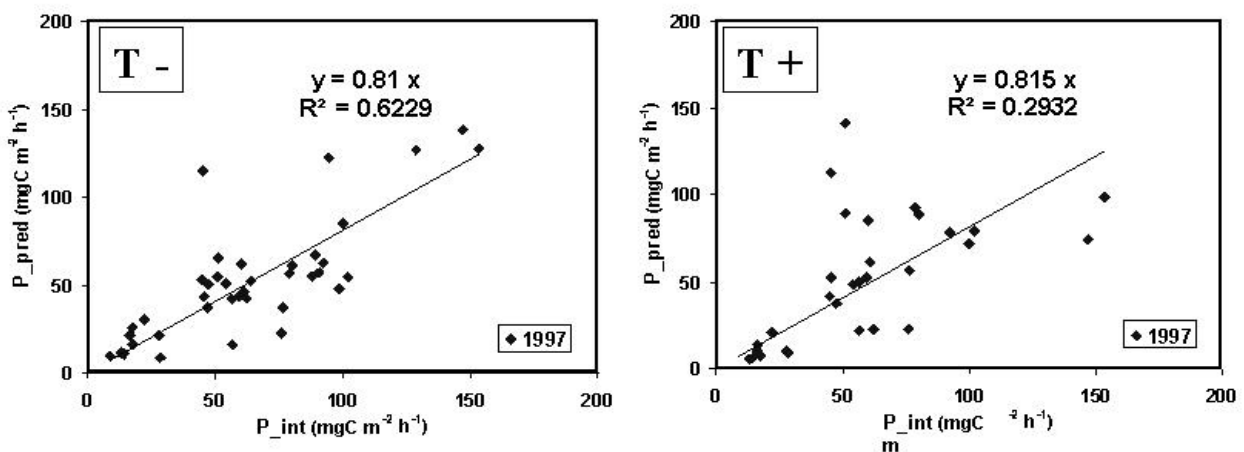 T -
y = 0.81 x
R² = 0.6229
200
150
100
50
0
P_pred (mgC m⁻² h⁻¹)
1997
0 50 100 150 200
P_int (mgC m⁻² h⁻¹)
T +
y = 0.815 x
R² = 0.2932
200
150
100
50
0
P_pred (mgC m⁻² h⁻¹)
1997
0 50 100 150 200
P_int (mgC ⁻² h⁻¹)
m